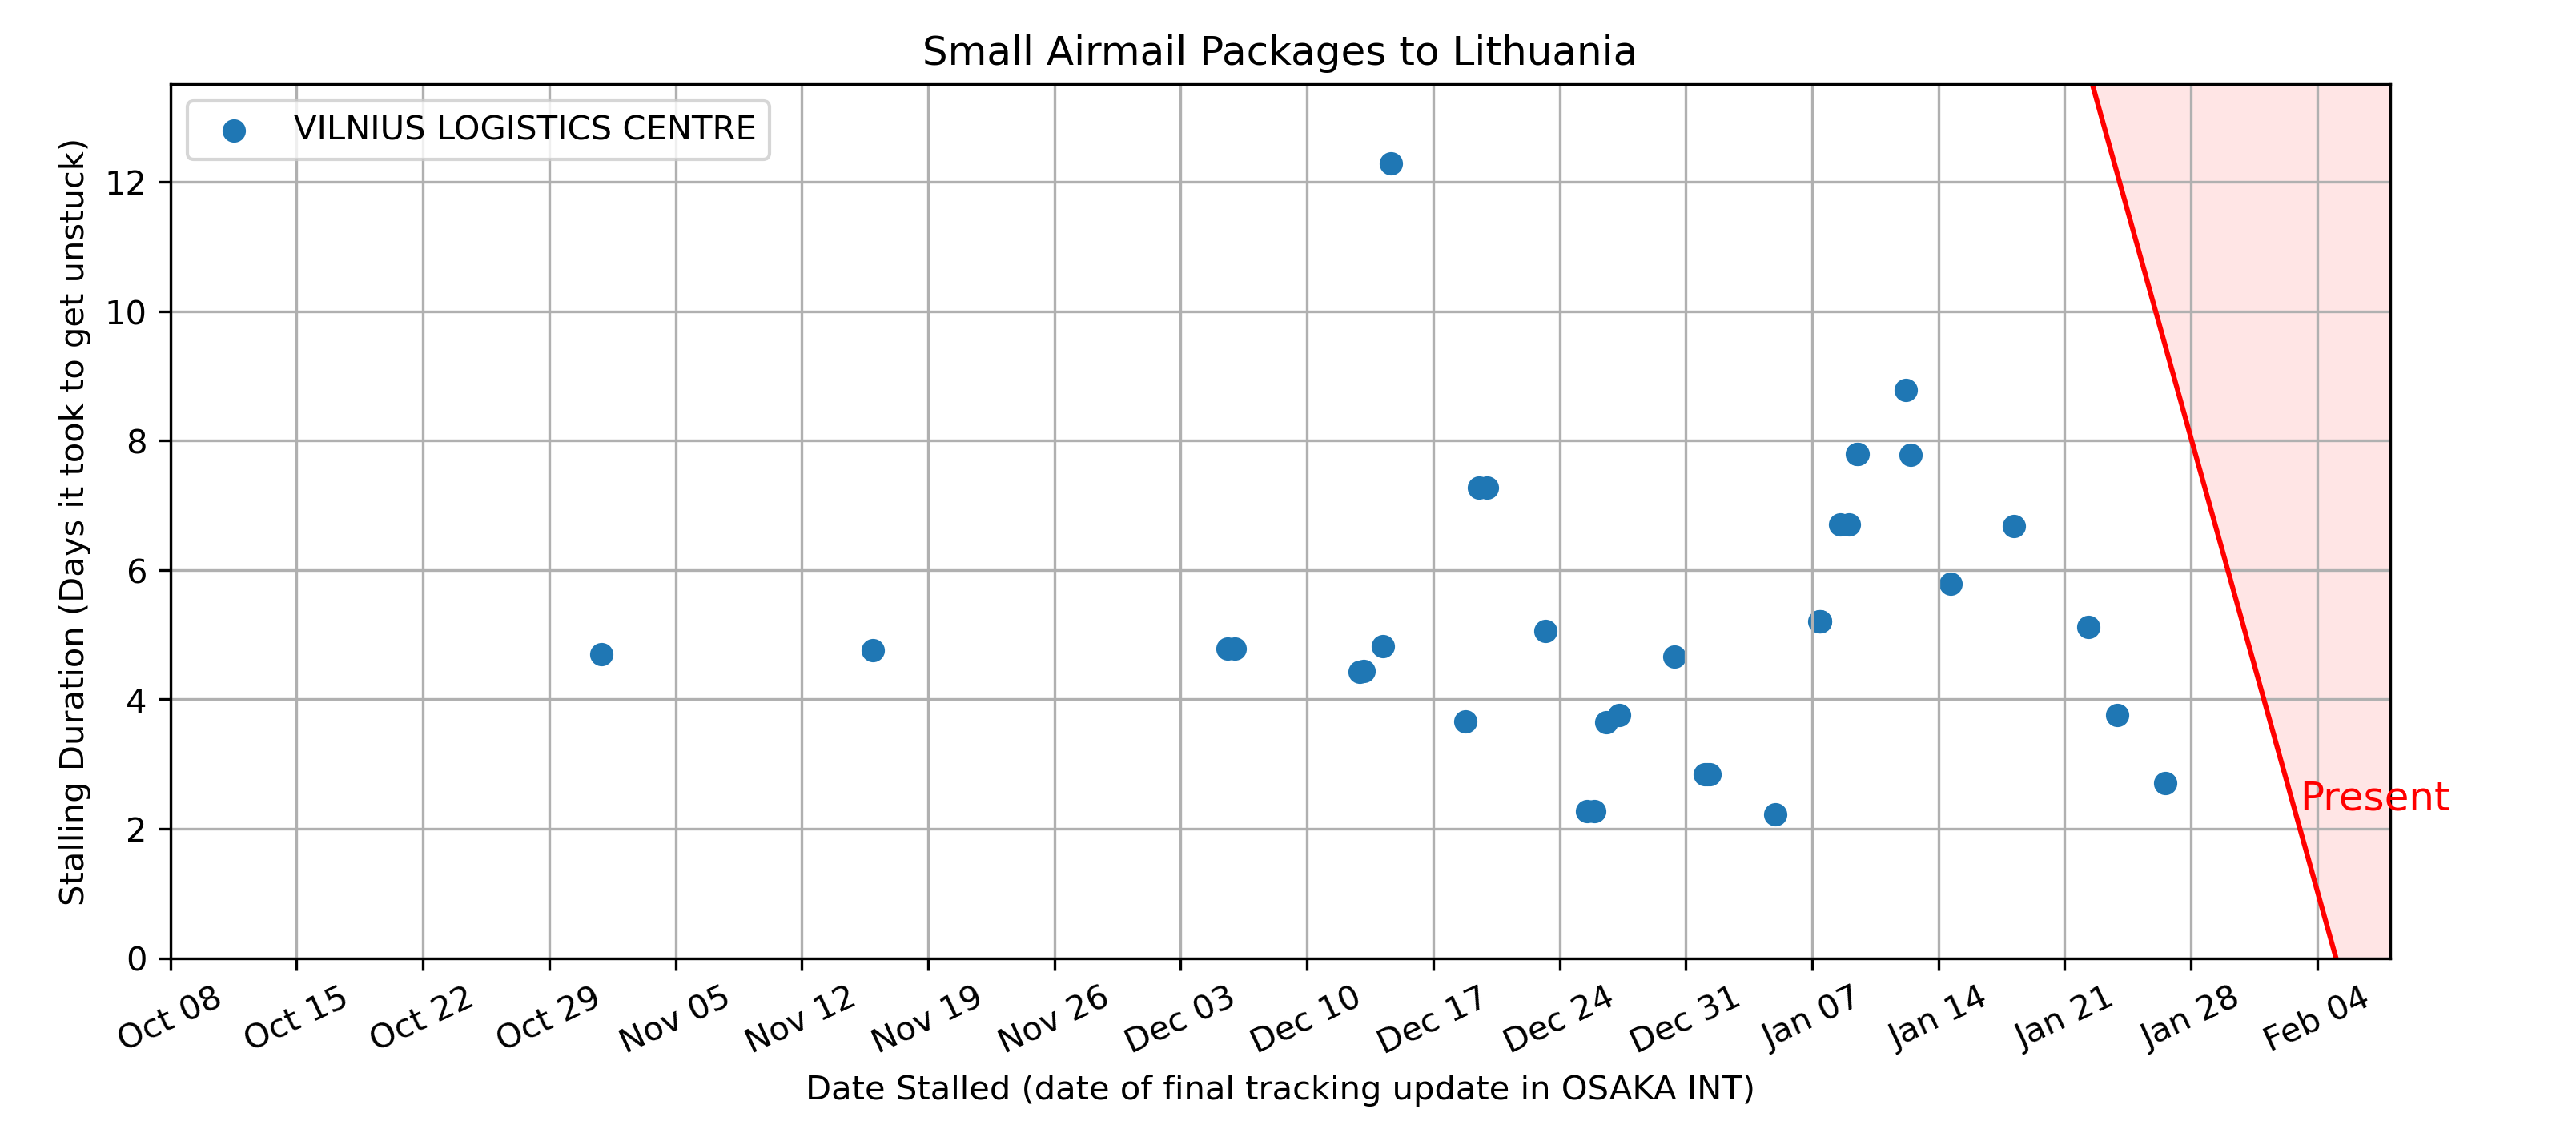 Small Airmail Packages to Lithuania
VILNIUS LOGISTICS CENTRE
Stalling Duration (Days it took to get unstuck)
12
10
8
6
4
2
0
Present
Oct 08
Oct 15
Oct 22
Oct 29
Nov 05
Nov 12
Nov 19
Nov 26
Dec 03
Dec 10
Dec 17
Dec 24
Dec 31
Jan 07
Jan 14
Jan 21
Jan 28
Feb 04
Date Stalled (date of final tracking update in OSAKA INT)